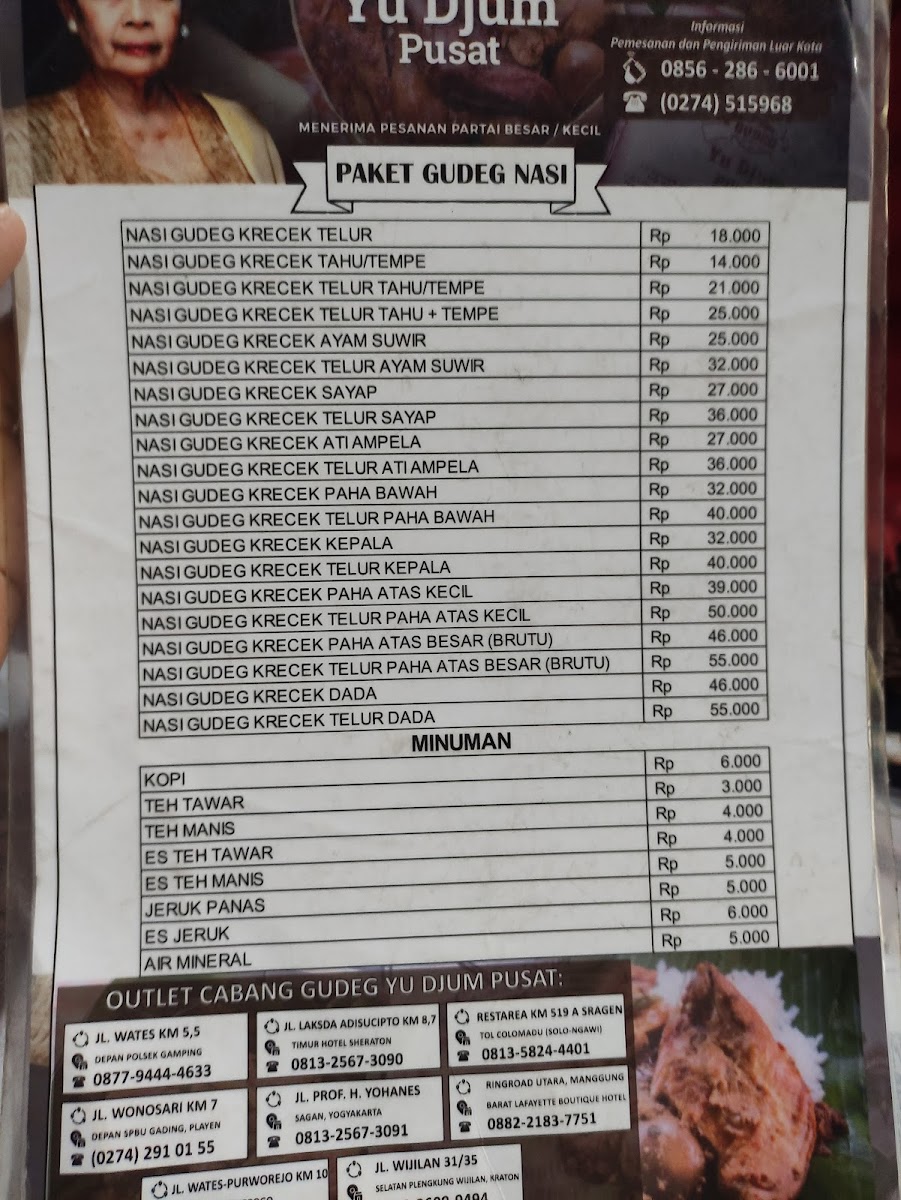 Yu Djum
Pusat
Informasi
Pemesanan dan Pengiriman Luar Kota
0856 - 286 - 6001
(0274) 515968
MENERIMA PESANAN PARTAI BESAR / KECIL
PAKET GUDEG NASI
NASI GUDEG KRECEK TELUR Rp 18.000
NASI GUDEG KRECEK TAHU/TEMPE Rp 14.000
NASI GUDEG KRECEK TELUR TAHU/TEMPE Rp 21.000
NASI GUDEG KRECEK TELUR TAHU + TEMPE Rp 25.000
NASI GUDEG KRECEK AYAM SUWIR Rp 25.000
NASI GUDEG KRECEK TELUR AYAM SUWIR Rp 32.000
NASI GUDEG KRECEK SAYAP Rp 27.000
NASI GUDEG KRECEK TELUR SAYAP Rp 36.000
NASI GUDEG KRECEK ATI AMPELA Rp 27.000
NASI GUDEG KRECEK TELUR ATI AMPELA Rp 36.000
NASI GUDEG KRECEK PAHA BAWAH Rp 32.000
NASI GUDEG KRECEK TELUR PAHA BAWAH Rp 40.000
NASI GUDEG KRECEK KEPALA Rp 32.000
NASI GUDEG KRECEK TELUR KEPALA Rp 40.000
NASI GUDEG KRECEK PAHA ATAS KECIL Rp 39.000
NASI GUDEG KRECEK TELUR PAHA ATAS KECIL Rp 50.000
NASI GUDEG KRECEK PAHA ATAS BESAR (BRUTU) Rp 46.000
NASI GUDEG KRECEK TELUR PAHA ATAS BESAR (BRUTU) Rp 55.000
NASI GUDEG KRECEK DADA Rp 46.000
NASI GUDEG KRECEK TELUR DADA Rp 55.000
MINUMAN
KOPI Rp 6.000
TEH TAWAR Rp 3.000
TEH MANIS Rp 4.000
ES TEH TAWAR Rp 4.000
ES TEH MANIS Rp 5.000
JERUK PANAS Rp 5.000
ES JERUK Rp 6.000
AIR MINERAL Rp 5.000
OUTLET CABANG GUDEG YU DJUM PUSAT:
JL. WATES KM 5,5
DEPAN POLSEK GAMPING
0877-9444-4633
JL. LAKSDA ADISUCIPTO KM 8,7
TIMUR HOTEL SHERATON
0813-2567-3090
RESTAREA KM 519 A SRAGEN
TOL COLOMADU (SOLO-NGAWI)
0813-5824-4401
JL. WONOSARI KM 7
DEPAN SPBU GADING, PLAYEN
(0274) 291 01 55
JL. PROF. H. YOHANES
SAGAN, YOGYAKARTA
0813-2567-3091
RINGROAD UTARA, MANGGUNG
BARAT LAFAYETTE BOUTIQUE HOTEL
0882-2183-7751
JL. WATES-PURWOREJO KM 10
JL. WIJILAN 31/35
SELATAN PLENGKUNG WIJILAN, KRATON